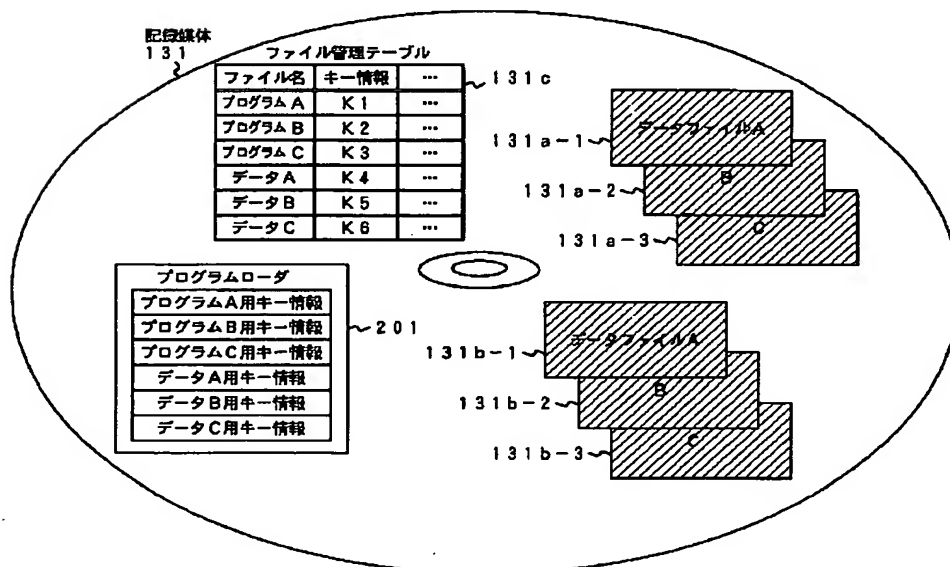 記録媒体
131
ファイル管理テーブル
ファイル名 キー情報 …
プログラムA K1 …
プログラムB K2 …
プログラムC K3 …
データA K4 …
データB K5 …
データC K6 …
131c
データファイルA
131a-1
B
131a-2
C
131a-3
プログラムローダ
プログラムA用キー情報
プログラムB用キー情報
プログラムC用キー情報
データA用キー情報
データB用キー情報
データC用キー情報
201
データファイルA
131b-1
B
131b-2
C
131b-3